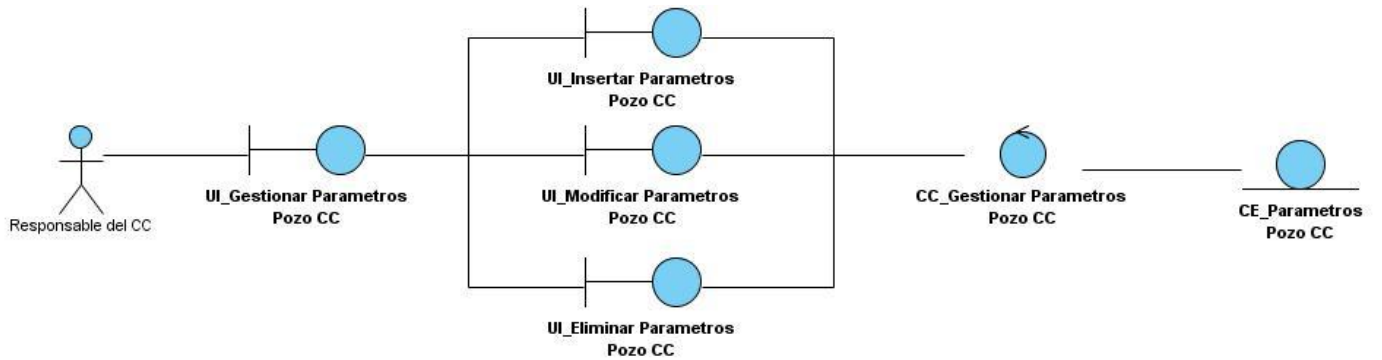 UI_Insertar Parametros
Pozo CC
Responsable del CC
UI_Gestionar Parametros
Pozo CC
UI_Modificar Parametros
Pozo CC
CC_Gestionar Parametros
Pozo CC
CE_Parametros
Pozo CC
UI_Eliminar Parametros
Pozo CC